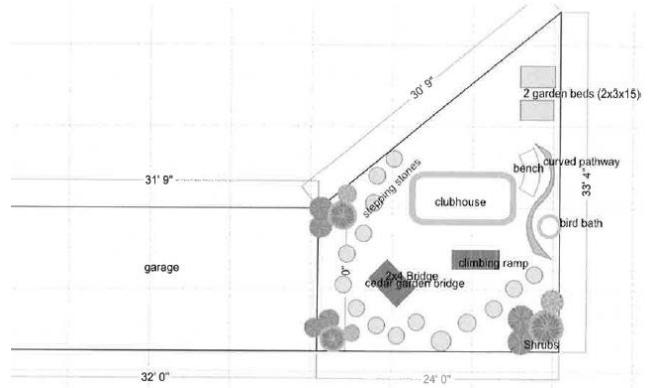 30' 9"
2 garden beds (2x3x15)
31' 9"
stepping stones
bench
curved pathway
33' 4"
clubhouse
bird bath
garage
climbing ramp
2x4 Bridge
cedar garden bridge
Shrubs
32' 0"
24' 0"